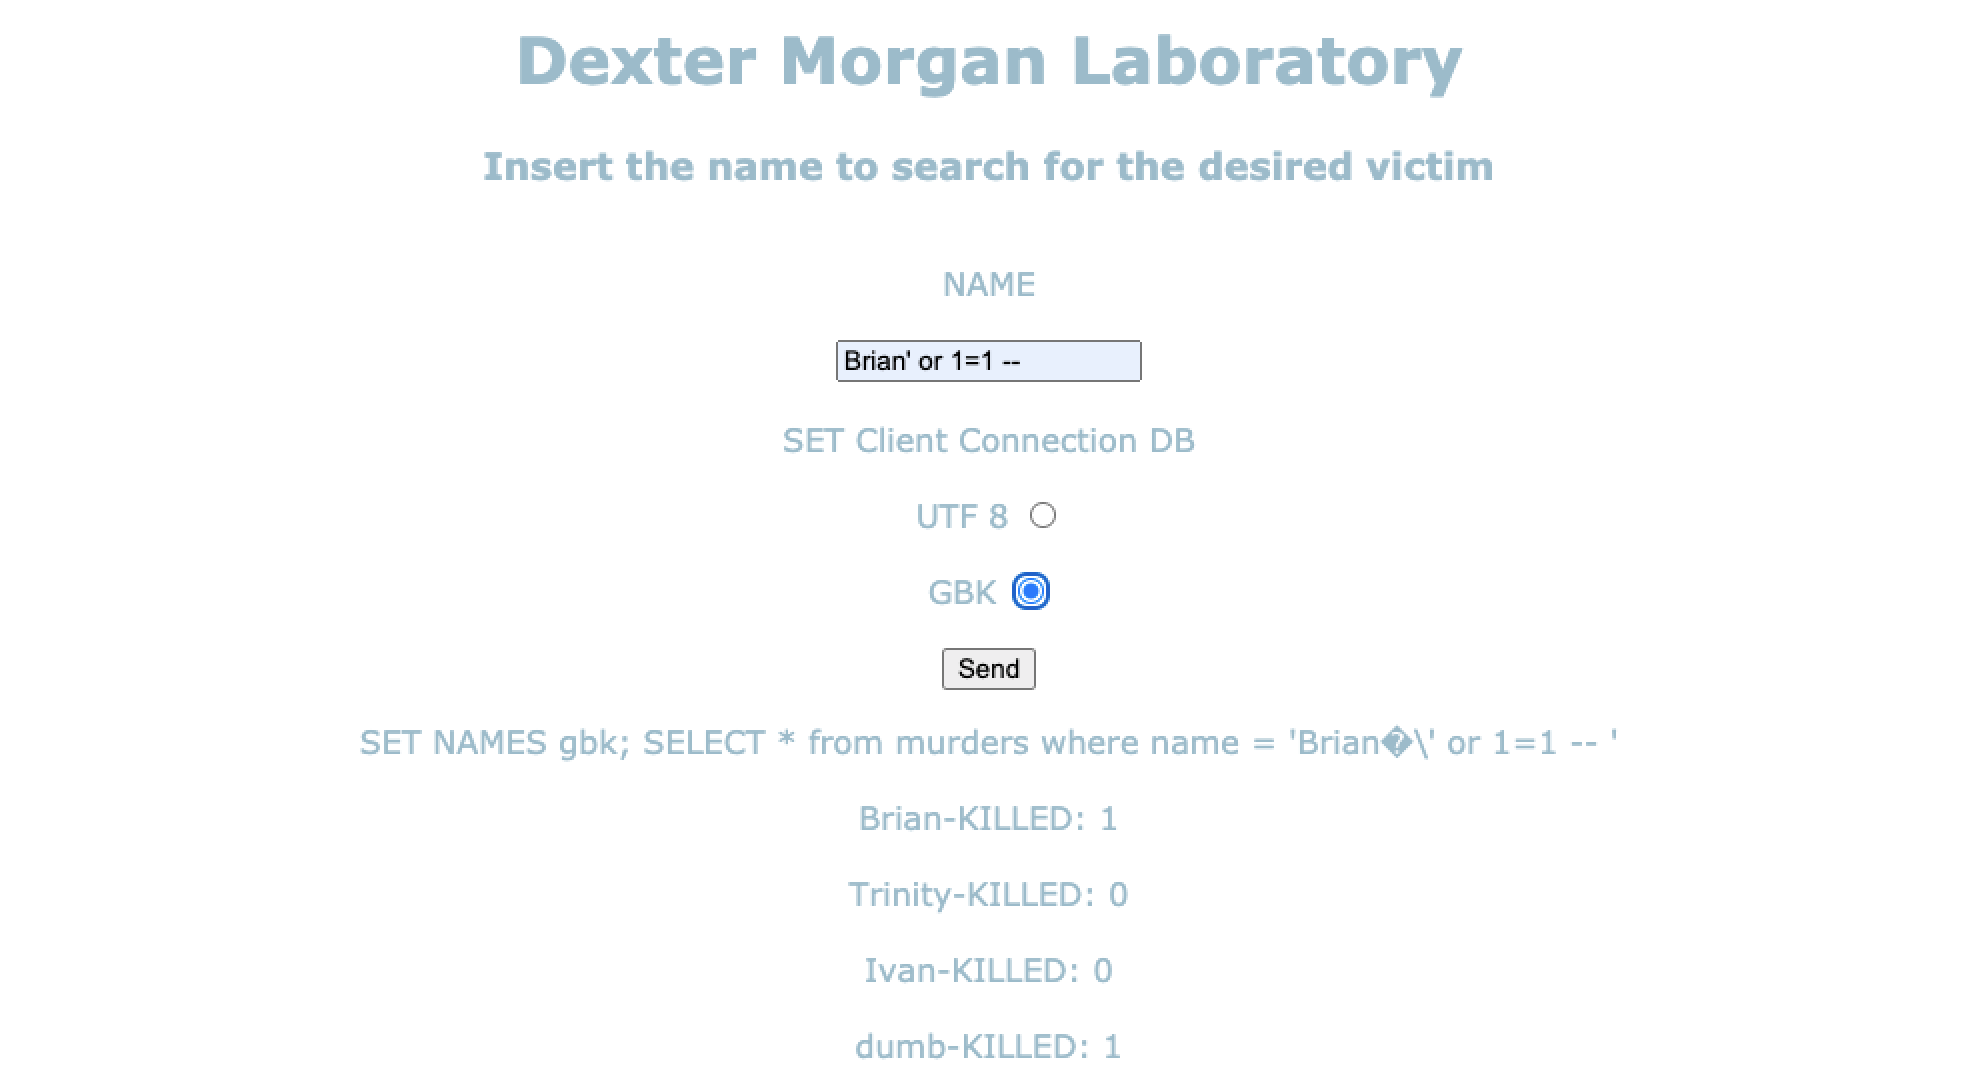 Dexter Morgan Laboratory
Insert the name to search for the desired victim
NAME
Brian' or 1=1 --
SET Client Connection DB
UTF 8
GBK
Send
SET NAMES gbk; SELECT * from murders where name = 'Brian�\' or 1=1 -- '
Brian-KILLED: 1
Trinity-KILLED: 0
Ivan-KILLED: 0
dumb-KILLED: 1